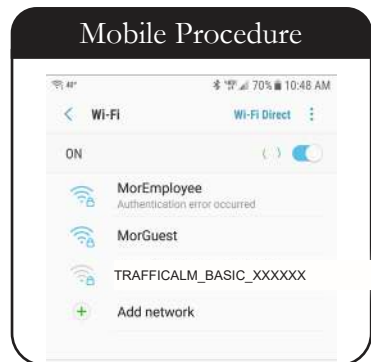 Mobile Procedure
48° 70% 10:48 AM
Wi-Fi Wi-Fi Direct
ON
MorEmployee
Authentication error occurred
MorGuest
TRAFFICALM_BASIC_XXXXXX
Add network